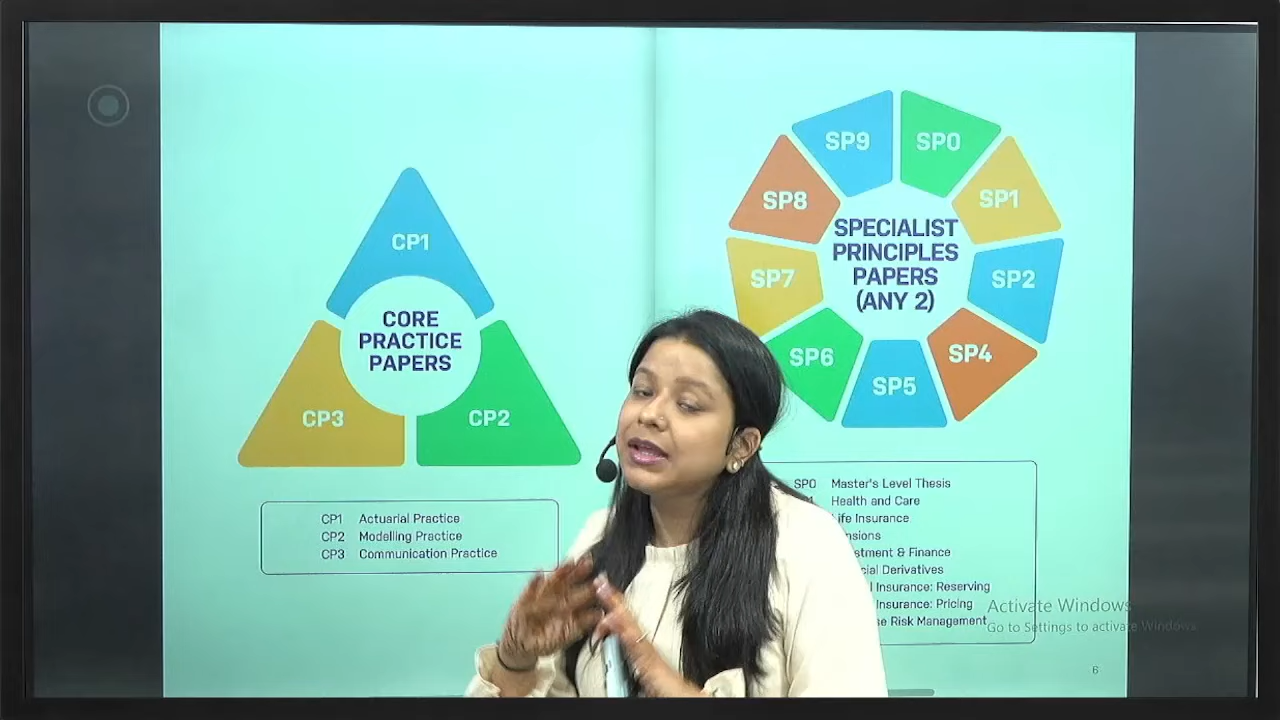 CP1
CORE
PRACTICE
PAPERS
CP3
CP2
CP1 Actuarial Practice
CP2 Modelling Practice
CP3 Communication Practice
SP9
SP0
SP8
SP1
SPECIALIST
PRINCIPLES
PAPERS
(ANY 2)
SP7
SP2
SP6
SP4
SP5
SP0 Master's Level Thesis
Health and Care
Insurance
& Finance
Derivatives
Insurance: Reserving
Insurance: Pricing
Risk Management
Activate Windows
Go to Settings to activate Windows.
6